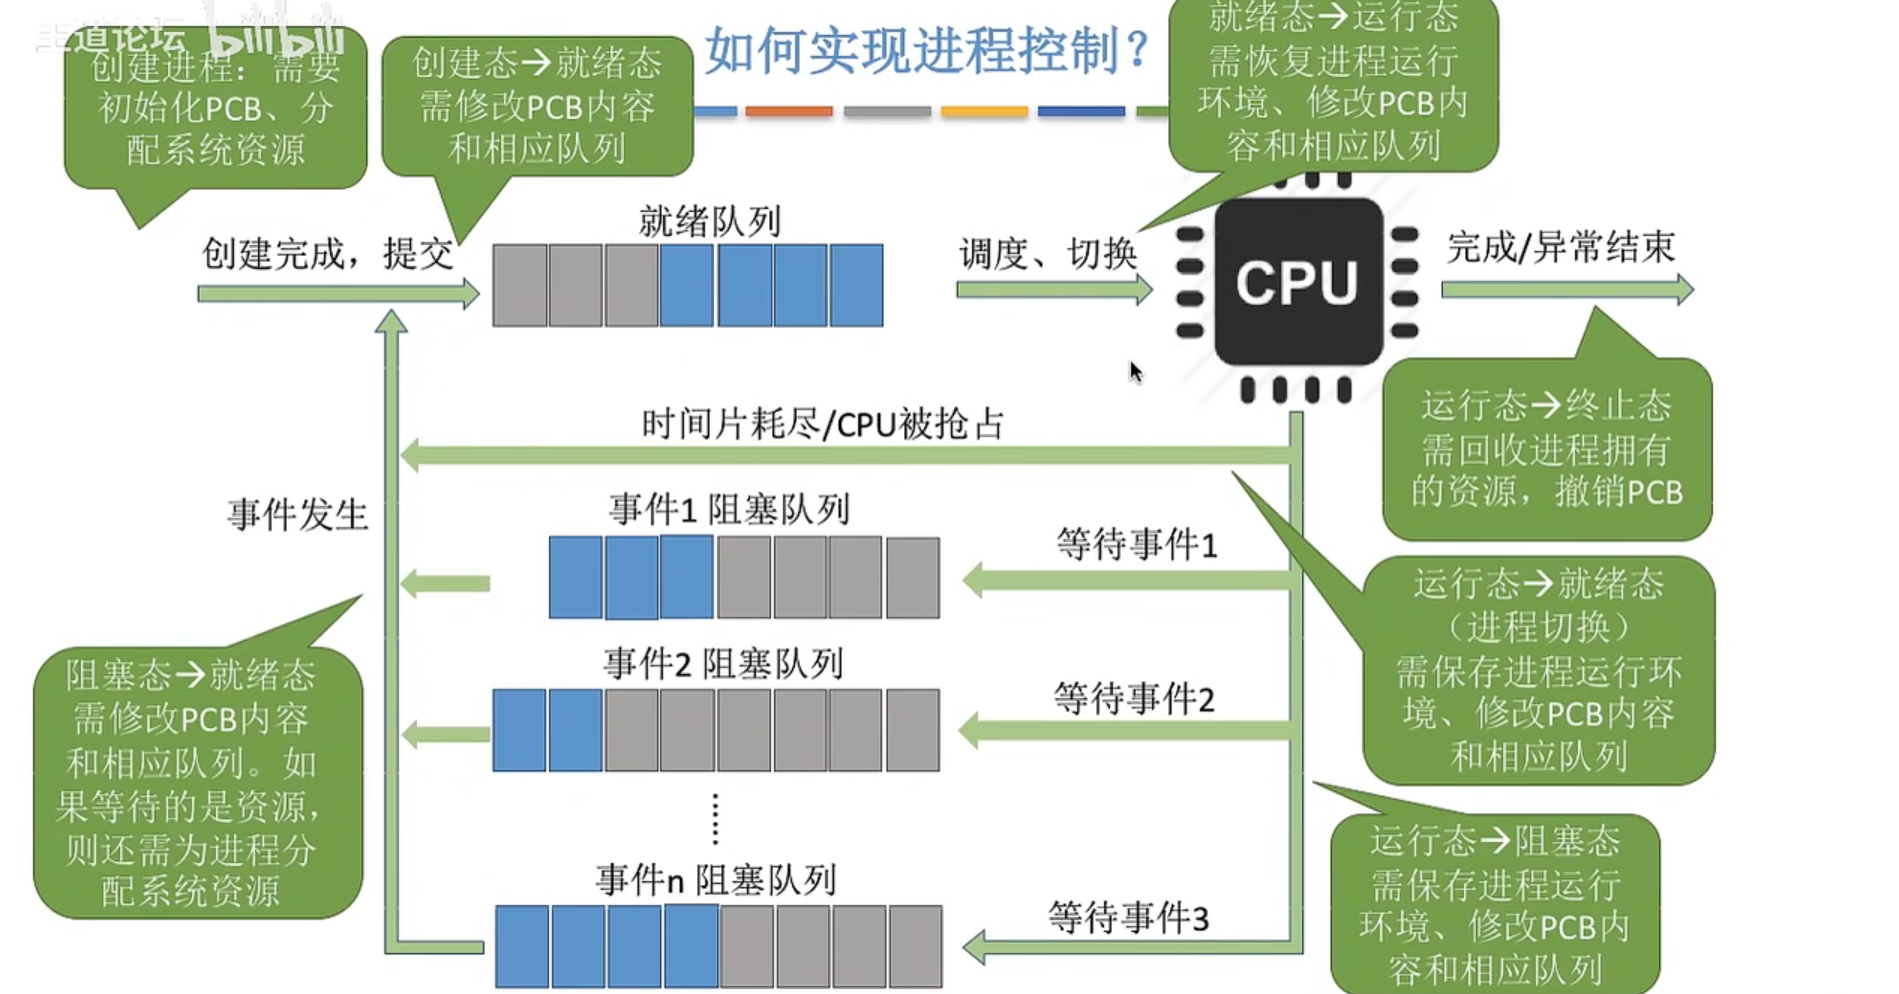 王道论坛 bilibili
创建进程：需要
初始化PCB、分
配系统资源
创建态→就绪态
需修改PCB内容
和相应队列
如何实现进程控制？
就绪态→运行态
需恢复进程运行
环境、修改PCB内
容和相应队列
创建完成，提交
就绪队列
调度、切换
CPU
完成/异常结束
运行态→终止态
需回收进程拥有
的资源，撤销PCB
时间片耗尽/CPU被抢占
事件发生
事件1 阻塞队列
等待事件1
运行态→就绪态
（进程切换）
需保存进程运行环
境、修改PCB内容
和相应队列
阻塞态→就绪态
需修改PCB内容
和相应队列。如
果等待的是资源，
则还需为进程分
配系统资源
事件2 阻塞队列
等待事件2
事件n 阻塞队列
等待事件3
运行态→阻塞态
需保存进程运行
环境、修改PCB内
容和相应队列